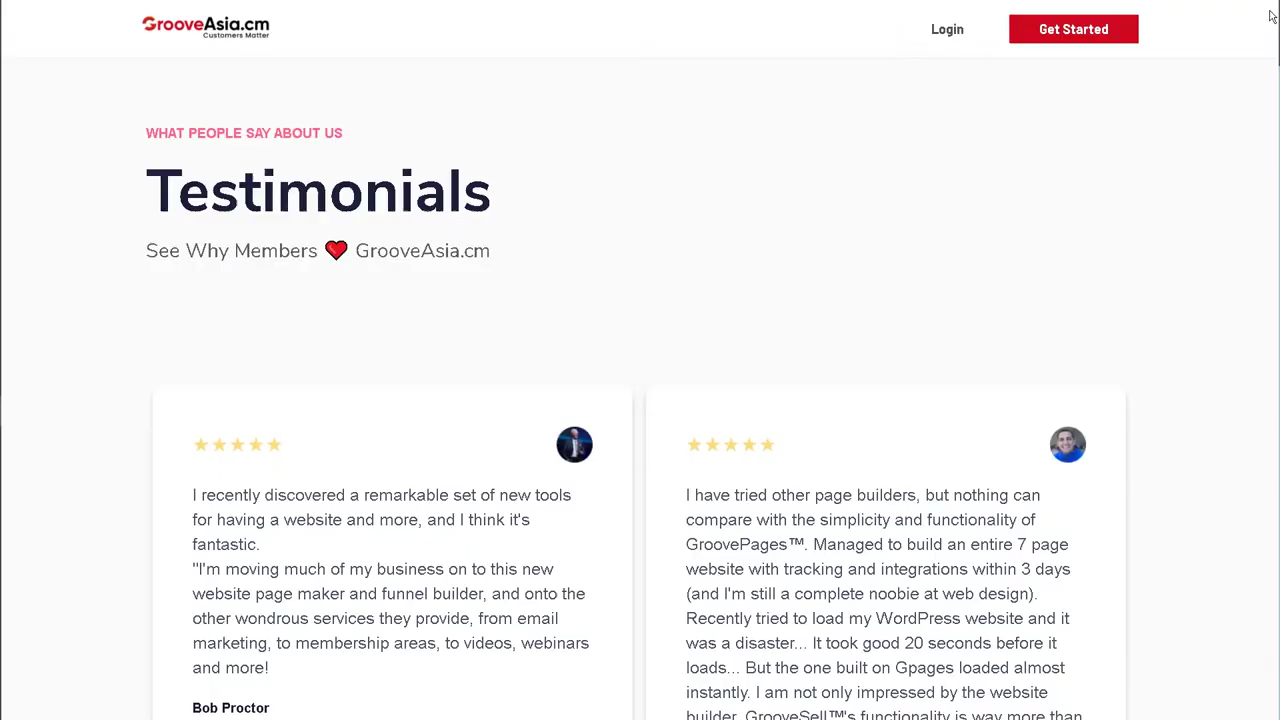 GrooveAsia.cm
Customers Matter
Login
Get Started
WHAT PEOPLE SAY ABOUT US
Testimonials
See Why Members ❤ GrooveAsia.cm
I recently discovered a remarkable set of new tools
for having a website and more, and I think it's
fantastic.
"I'm moving much of my business on to this new
website page maker and funnel builder, and onto the
other wondrous services they provide, from email
marketing, to membership areas, to videos, webinars
and more!
Bob Proctor
I have tried other page builders, but nothing can
compare with the simplicity and functionality of
GroovePages™. Managed to build an entire 7 page
website with tracking and integrations within 3 days
(and I'm still a complete noobie at web design).
Recently tried to load my WordPress website and it
was a disaster... It took good 20 seconds before it
loads... But the one built on Gpages loaded almost
instantly. I am not only impressed by the website
builder, GrooveSell™'s functionality is way more than